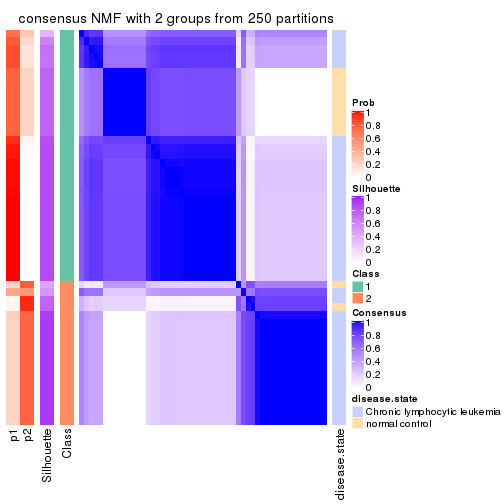 consensus NMF with 2 groups from 250 partitions
Prob
1
0.8
0.6
0.4
0.2
0
Silhouette
1
0.8
0.6
0.4
0.2
0
Class
1
2
Consensus
1
0.8
0.6
0.4
0.2
0
disease.state
Chronic lymphocytic leukemia
normal control
p1
p2
Silhouette
Class
disease.state